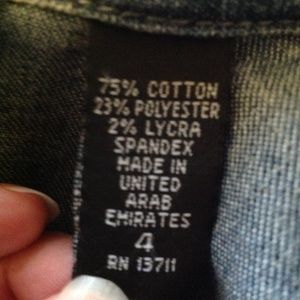 75% COTTON
23% POLYESTER
2% LYCRA
SPANDEX
MADE IN
UNITED
ARAB
EMIRATES
4
RN 13711